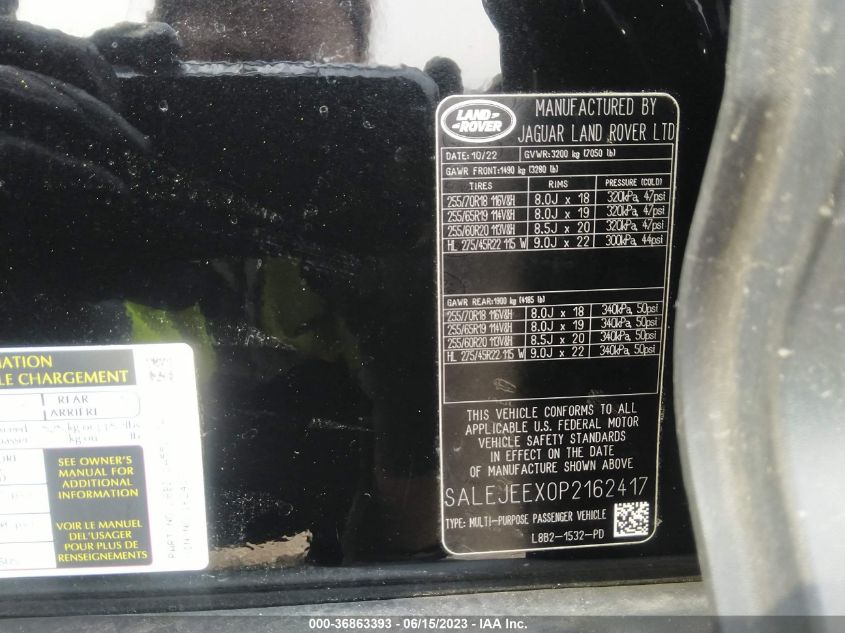 LAND ROVER
MANUFACTURED BY
JAGUAR LAND ROVER LTD
DATE: 10/22 GVWR: 3200 kg (7050 lb)
GAWR FRONT: 1490 kg (3280 lb)
TIRES RIMS PRESSURE (COLD)
255/70R18 116V&H 8.0J x 18 320kPa, 47psi
255/65R19 114V&H 8.0J x 19 320kPa, 47psi
255/60R20 113V&H 8.5J x 20 320kPa, 47psi
HL 275/45R22 115 W 9.0J x 22 300kPa, 44psi
GAWR REAR: 1900 kg (4185 lb)
255/70R18 116V&H 8.0J x 18 340kPa, 50psi
255/65R19 114V&H 8.0J x 19 340kPa, 50psi
255/60R20 113V&H 8.5J x 20 340kPa, 50psi
HL 275/45R22 115 W 9.0J x 22 340kPa, 50psi
THIS VEHICLE CONFORMS TO ALL
APPLICABLE U.S. FEDERAL MOTOR
VEHICLE SAFETY STANDARDS
IN EFFECT ON THE DATE
OF MANUFACTURE SHOWN ABOVE
SALEJEEX0P2162417
TYPE: MULTI-PURPOSE PASSENGER VEHICLE
L8B2-1532-PD
MATION
LE CHARGEMENT
REAR
ARRIERE
SEE OWNER'S
MANUAL FOR
ADDITIONAL
INFORMATION
VOIR LE MANUEL
DEL'USAGER
POUR PLUS DE
RENSEIGNEMENTS
000-36863393 - 06/15/2023 - IAA Inc.